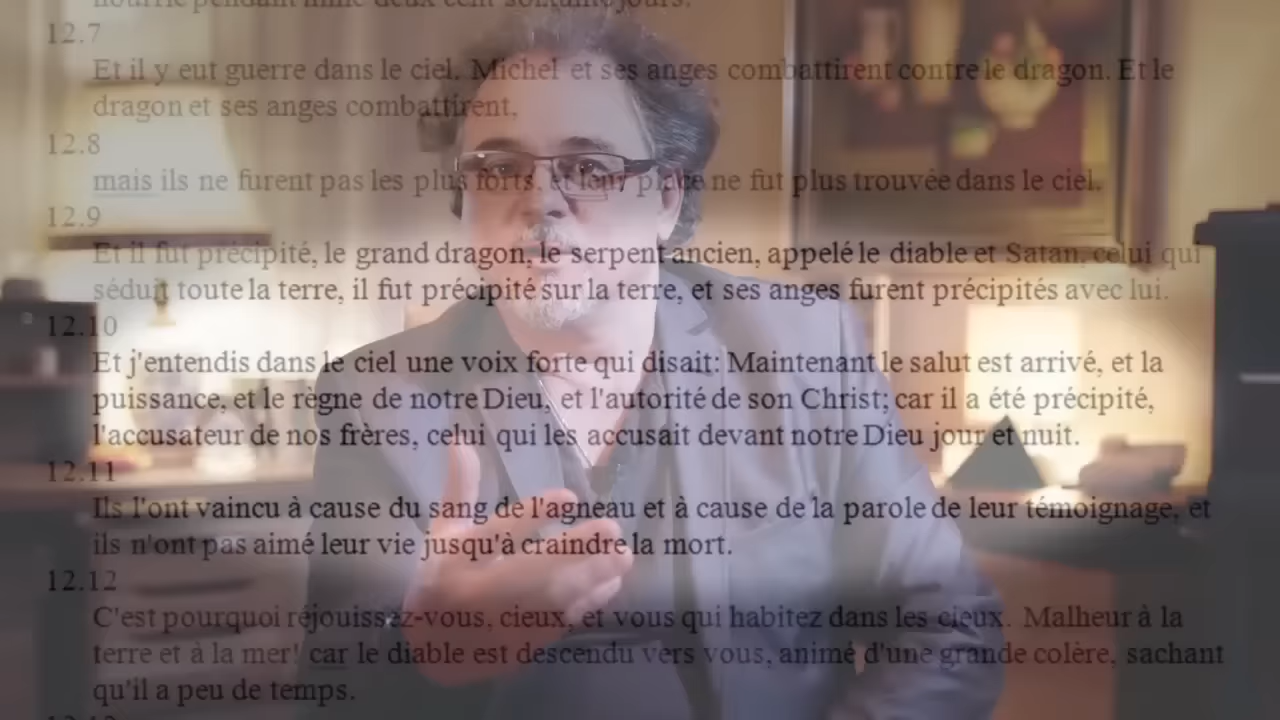 nourrie pendant mille deux cent soixante jours.
12.7
Et il y eut guerre dans le ciel. Michel et ses anges combattirent contre le dragon. Et le
dragon et ses anges combattirent,
12.8
mais ils ne furent pas les plus forts, et leur place ne fut plus trouvée dans le ciel.
12.9
Et il fut précipité, le grand dragon, le serpent ancien, appelé le diable et Satan, celui qui
séduit toute la terre, il fut précipité sur la terre, et ses anges furent précipités avec lui.
12.10
Et j'entendis dans le ciel une voix forte qui disait: Maintenant le salut est arrivé, et la
puissance, et le règne de notre Dieu, et l'autorité de son Christ; car il a été précipité,
l'accusateur de nos frères, celui qui les accusait devant notre Dieu jour et nuit.
12.11
Ils l'ont vaincu à cause du sang de l'agneau et à cause de la parole de leur témoignage, et
ils n'ont pas aimé leur vie jusqu'à craindre la mort.
12.12
C'est pourquoi réjouissez-vous, cieux, et vous qui habitez dans les cieux. Malheur à la
terre et à la mer! car le diable est descendu vers vous, animé d'une grande colère, sachant
qu'il a peu de temps.